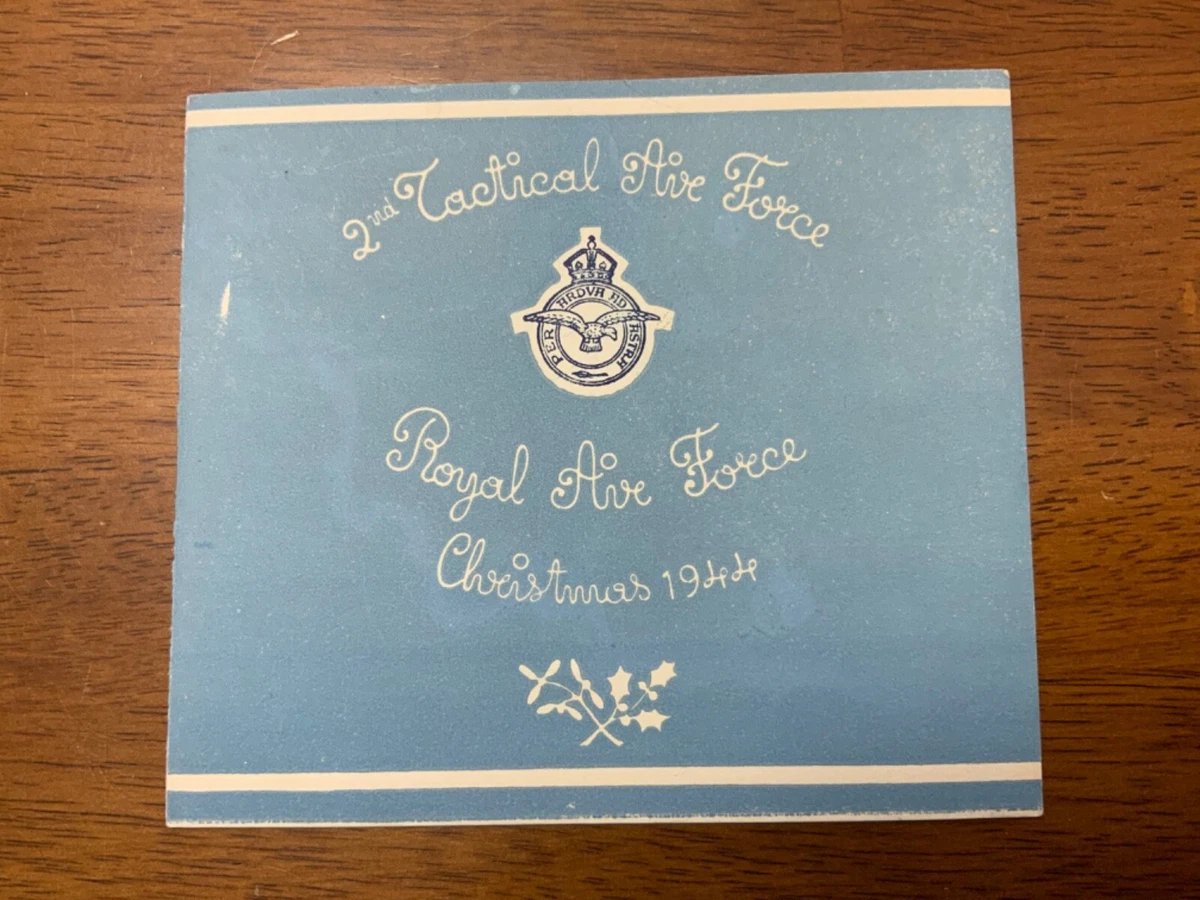 2nd Tactical Air Force
PER ARDVA AD ASTRA
Royal Air Force
Christmas 1944